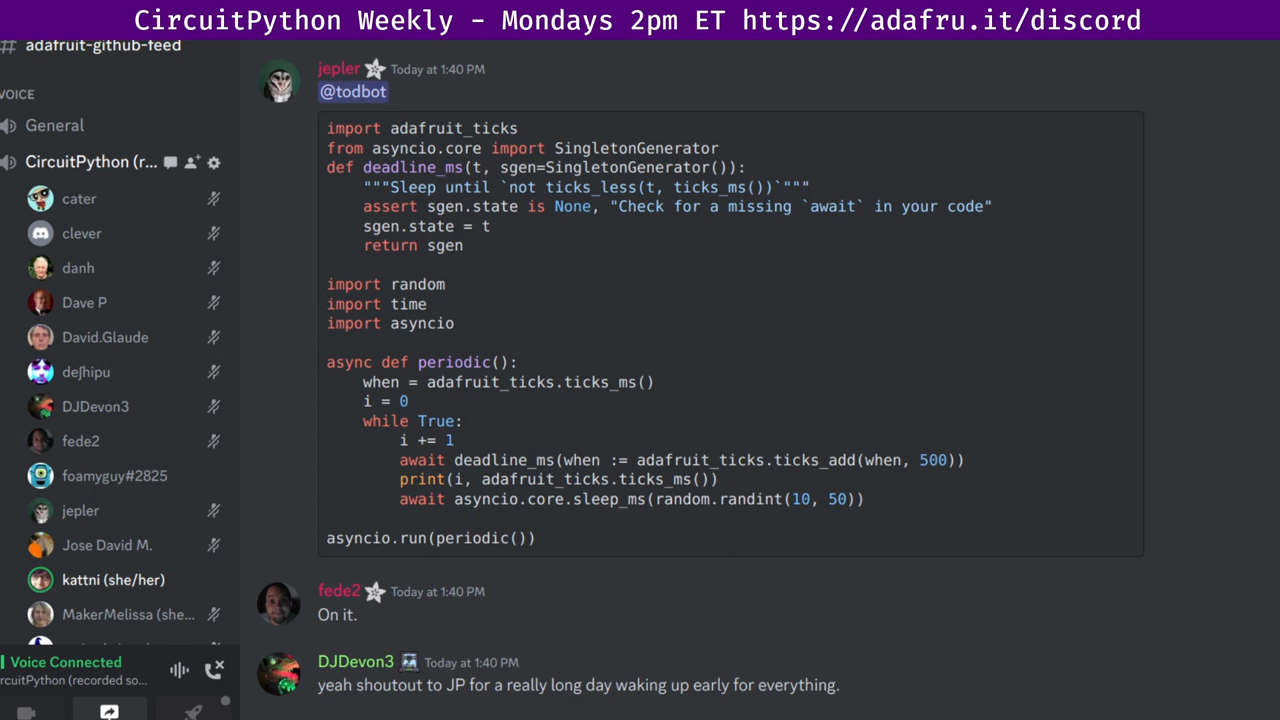 CircuitPython Weekly - Mondays 2pm ET https://adafru.it/discord
# adafruit-github-feed
VOICE
General
CircuitPython (r...
cater
clever
danh
Dave P
David.Glaude
deʃhipu
DJDevon3
fede2
foamyguy#2825
jepler
Jose David M.
kattni (she/her)
MakerMelissa (she...
Voice Connected
rcuitPython (recorded so...
jepler Today at 1:40 PM
@todbot
import adafruit_ticks
from asyncio.core import SingletonGenerator
def deadline_ms(t, sgen=SingletonGenerator()):
    """Sleep until `not ticks_less(t, ticks_ms())`"""
    assert sgen.state is None, "Check for a missing `await` in your code"
    sgen.state = t
    return sgen
import random
import time
import asyncio
async def periodic():
    when = adafruit_ticks.ticks_ms()
    i = 0
    while True:
        i += 1
        await deadline_ms(when := adafruit_ticks.ticks_add(when, 500))
        print(i, adafruit_ticks.ticks_ms())
        await asyncio.core.sleep_ms(random.randint(10, 50))
asyncio.run(periodic())
fede2 Today at 1:40 PM
On it.
DJDevon3 Today at 1:40 PM
yeah shoutout to JP for a really long day waking up early for everything.